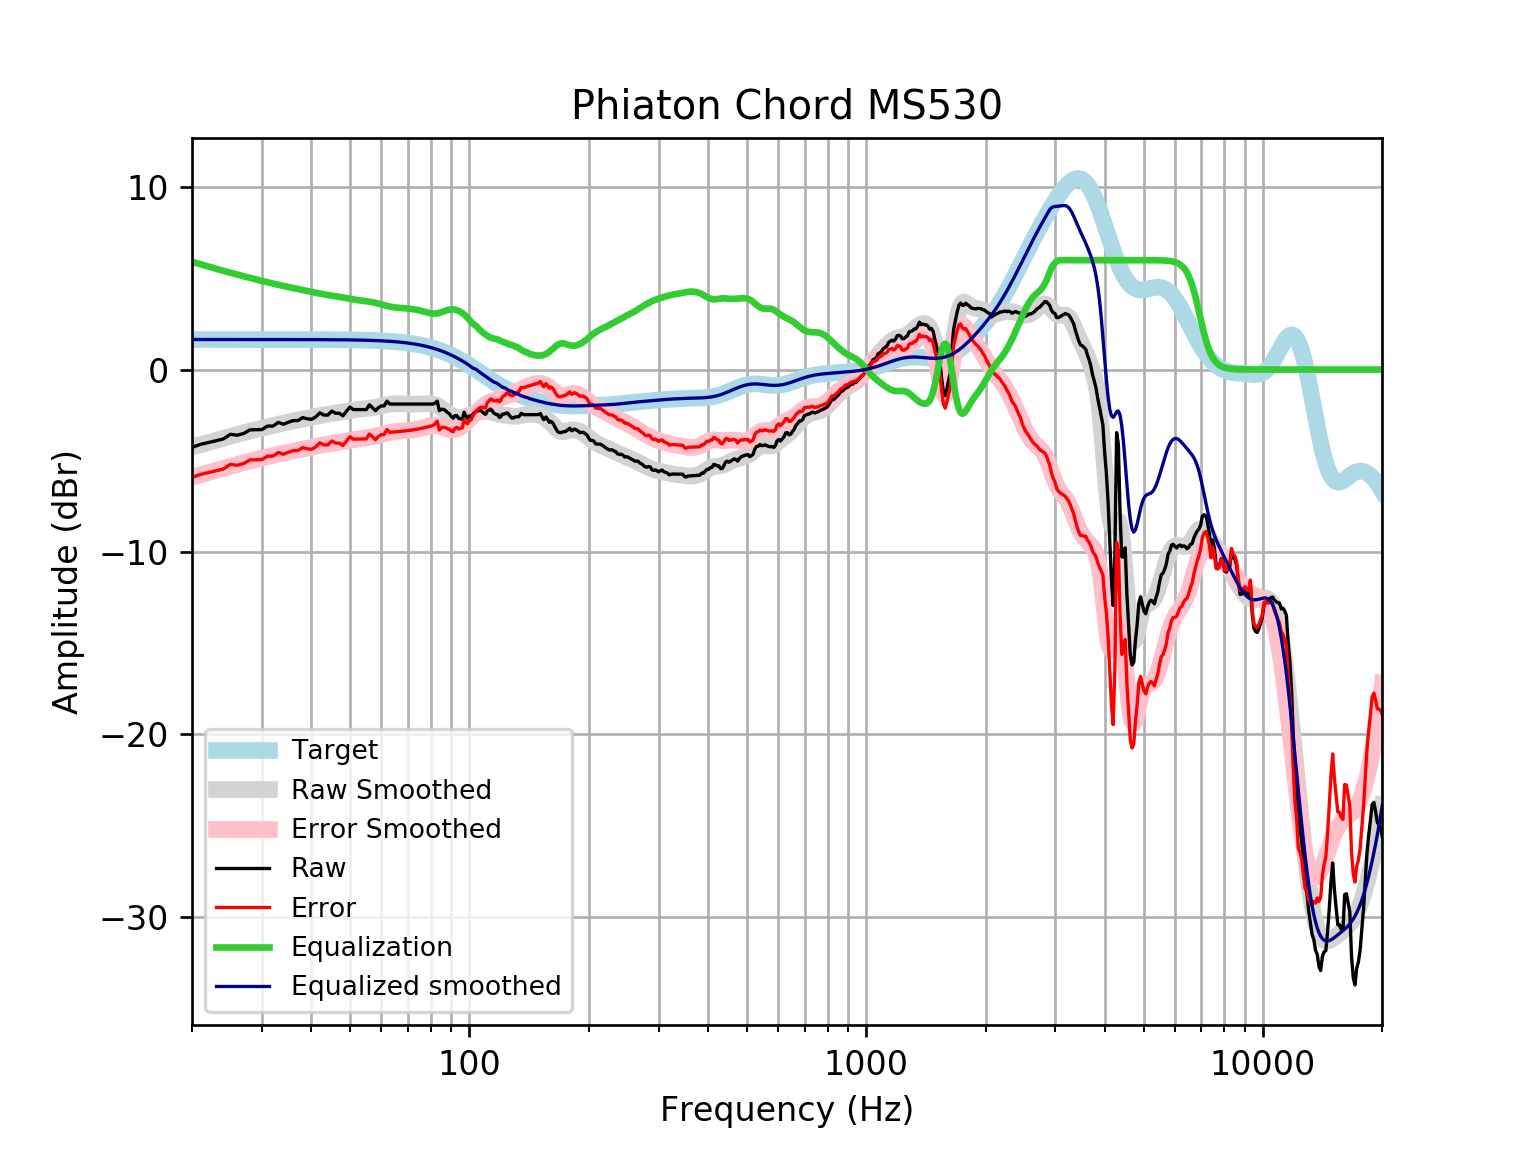 Phiaton Chord MS530
10
0
−10
−20
−30
Amplitude (dBr)
Target
Raw Smoothed
Error Smoothed
Raw
Error
Equalization
Equalized smoothed
100
1000
10000
Frequency (Hz)